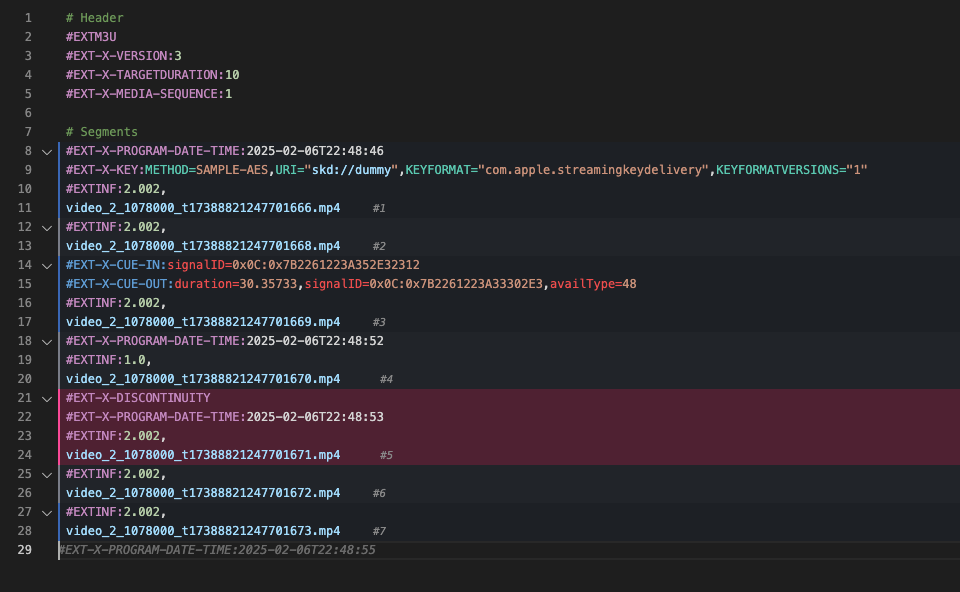 1 # Header
2 #EXTM3U
3 #EXT-X-VERSION:3
4 #EXT-X-TARGETDURATION:10
5 #EXT-X-MEDIA-SEQUENCE:1
6
7 # Segments
8 #EXT-X-PROGRAM-DATE-TIME:2025-02-06T22:48:46
9 #EXT-X-KEY:METHOD=SAMPLE-AES,URI="skd://dummy",KEYFORMAT="com.apple.streamingkeydelivery",KEYFORMATVERSIONS="1"
10 #EXTINF:2.002,
11 video_2_1078000_t17388821247701666.mp4 #1
12 #EXTINF:2.002,
13 video_2_1078000_t17388821247701668.mp4 #2
14 #EXT-X-CUE-IN:signalID=0x0C:0x7B2261223A352E32312
15 #EXT-X-CUE-OUT:duration=30.35733,signalID=0x0C:0x7B2261223A33302E3,availType=48
16 #EXTINF:2.002,
17 video_2_1078000_t17388821247701669.mp4 #3
18 #EXT-X-PROGRAM-DATE-TIME:2025-02-06T22:48:52
19 #EXTINF:1.0,
20 video_2_1078000_t17388821247701670.mp4 #4
21 #EXT-X-DISCONTINUITY
22 #EXT-X-PROGRAM-DATE-TIME:2025-02-06T22:48:53
23 #EXTINF:2.002,
24 video_2_1078000_t17388821247701671.mp4 #5
25 #EXTINF:2.002,
26 video_2_1078000_t17388821247701672.mp4 #6
27 #EXTINF:2.002,
28 video_2_1078000_t17388821247701673.mp4 #7
29 #EXT-X-PROGRAM-DATE-TIME:2025-02-06T22:48:55